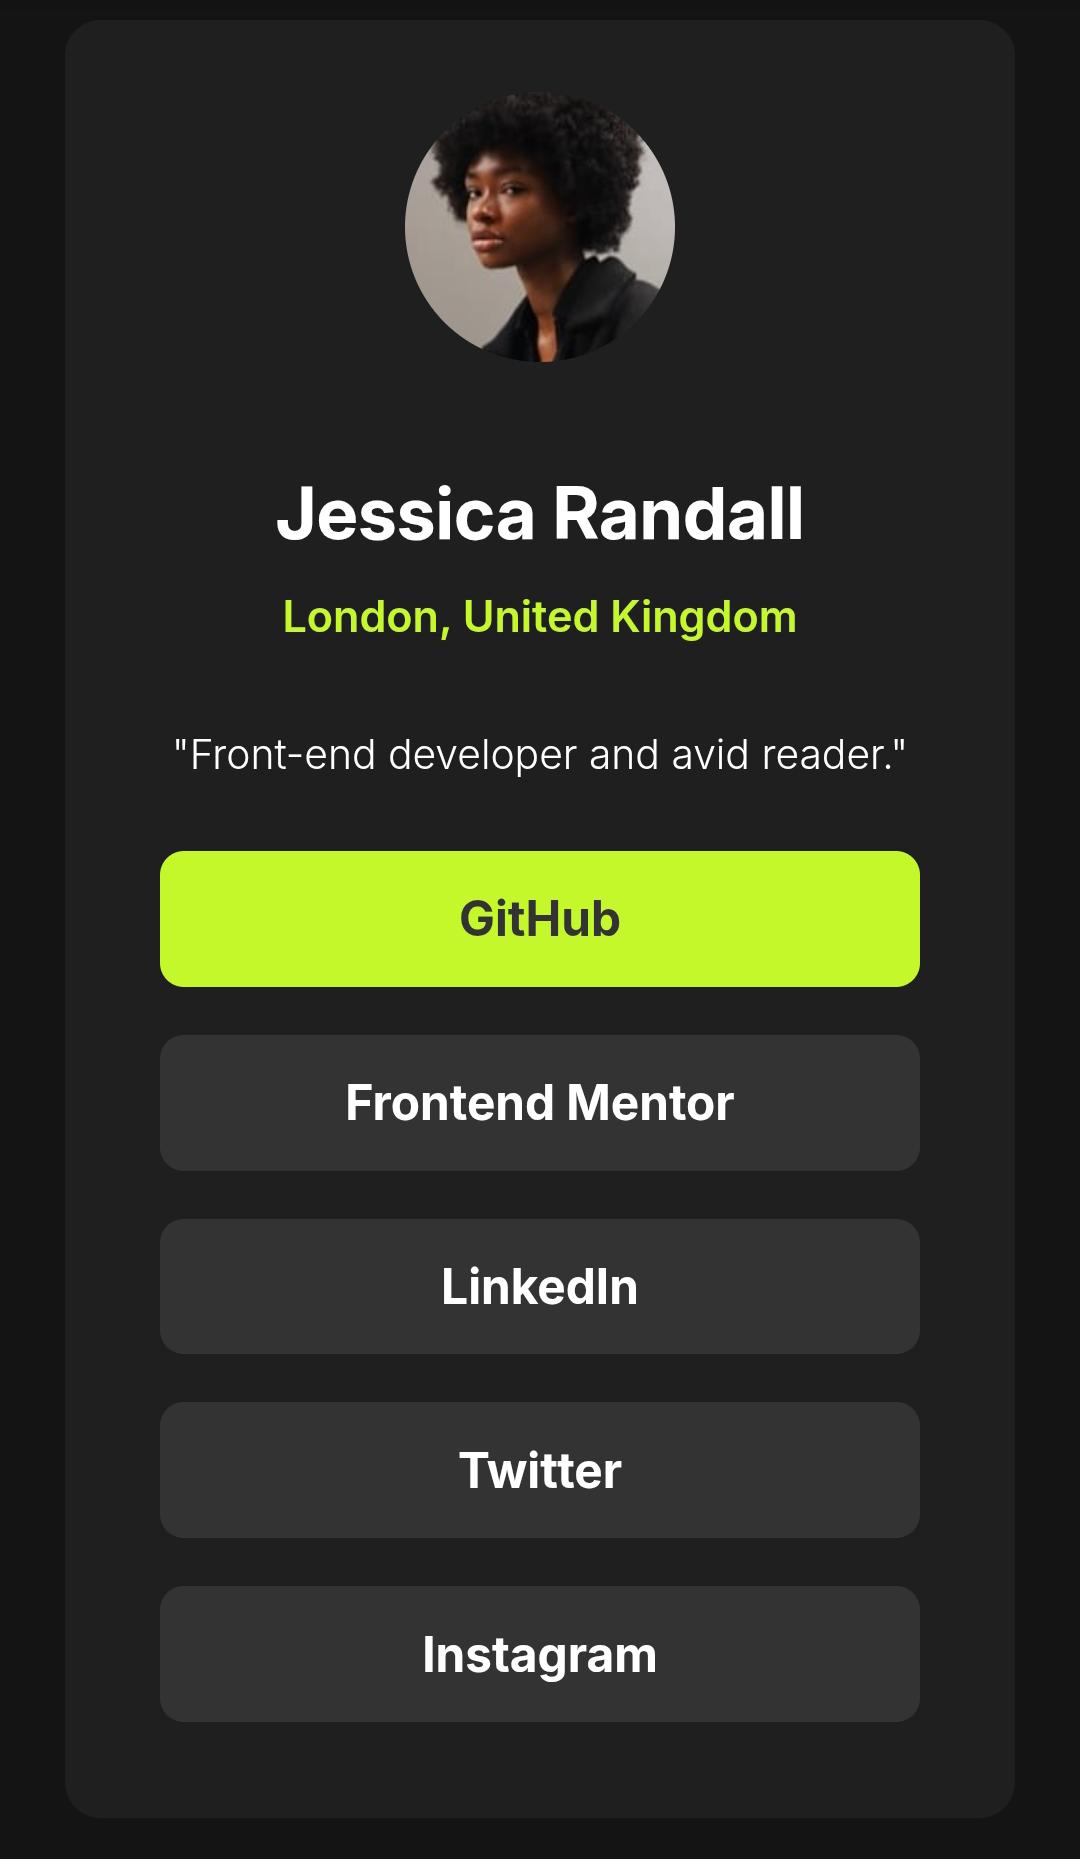 Jessica Randall
London, United Kingdom
"Front-end developer and avid reader."
GitHub
Frontend Mentor
LinkedIn
Twitter
Instagram